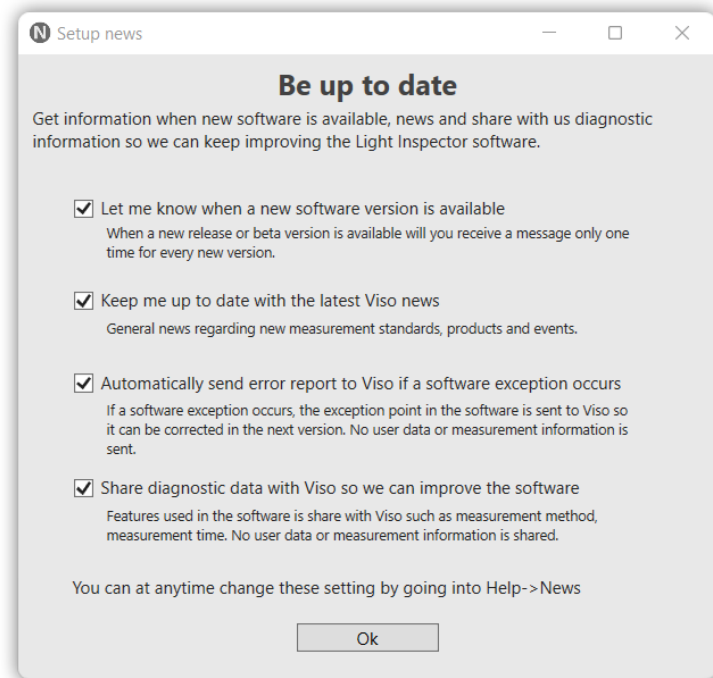 N Setup news
Be up to date
Get information when new software is available, news and share with us diagnostic
information so we can keep improving the Light Inspector software.
Let me know when a new software version is available
When a new release or beta version is available will you receive a message only one
time for every new version.
Keep me up to date with the latest Viso news
General news regarding new measurement standards, products and events.
Automatically send error report to Viso if a software exception occurs
If a software exception occurs, the exception point in the software is sent to Viso so
it can be corrected in the next version. No user data or measurement information is
sent.
Share diagnostic data with Viso so we can improve the software
Features used in the software is share with Viso such as measurement method,
measurement time. No user data or measurement information is shared.
You can at anytime change these setting by going into Help->News
Ok